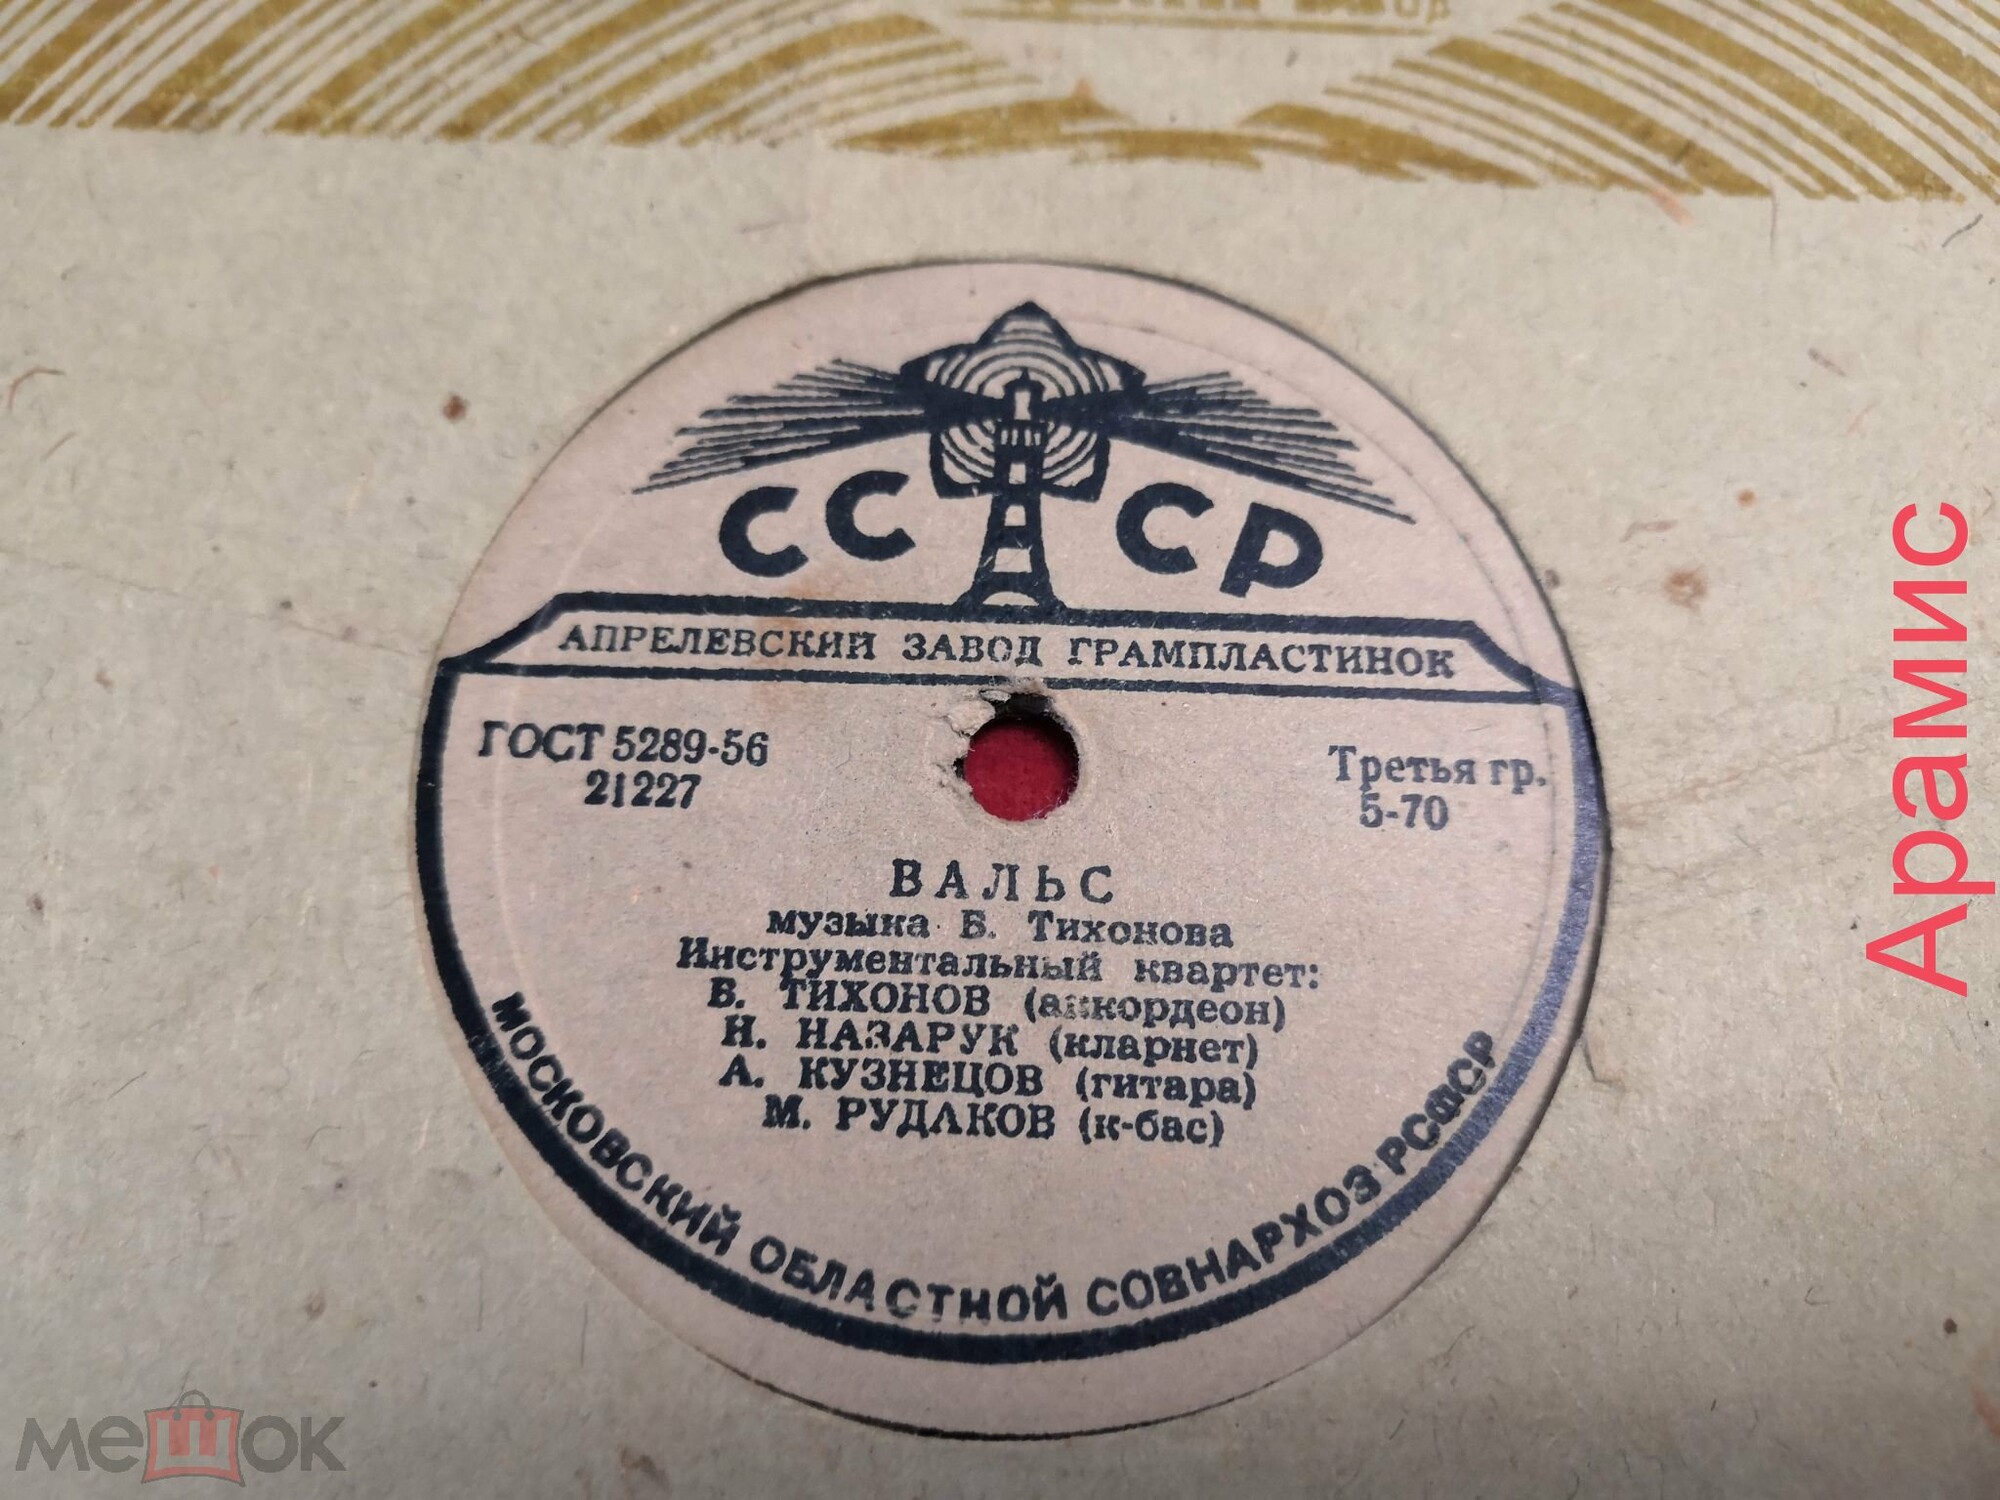 СССР
АПРЕЛЕВСКИЙ ЗАВОД ГРАМПЛАСТИНОК
ГОСТ 5289-56
21227
Третья гр.
5-70
ВАЛЬС
музыка Б. Тихонова
Инструментальный квартет:
Б. ТИХОНОВ (аккордеон)
Н. НАЗАРУК (кларнет)
А. КУЗНЕЦОВ (гитара)
М. РУДАКОВ (к-бас)
МОСКОВСКИЙ ОБЛАСТНОЙ СОВНАРХОЗ РСФСР
Арамис
мешок